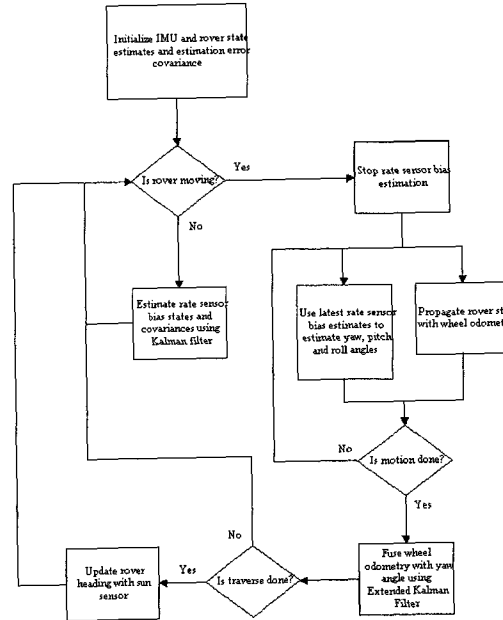 Initialize IMU and rover state
estimates and estimation error
covariance
Is rover moving?
Yes
No
Stop rate sensor bias
estimation
Estimate rate sensor
bias states and
covariances using
Kalman filter
Use latest rate sensor
bias estimates to
estimate yaw, pitch
and roll angles
Propagate rover st
with wheel odomet
Is motion done?
No
Yes
Fuse wheel
odometry with yaw
angle using
Extended Kalman
Filter
Is traverse done?
No
Yes
Update rover
heading with sun
sensor